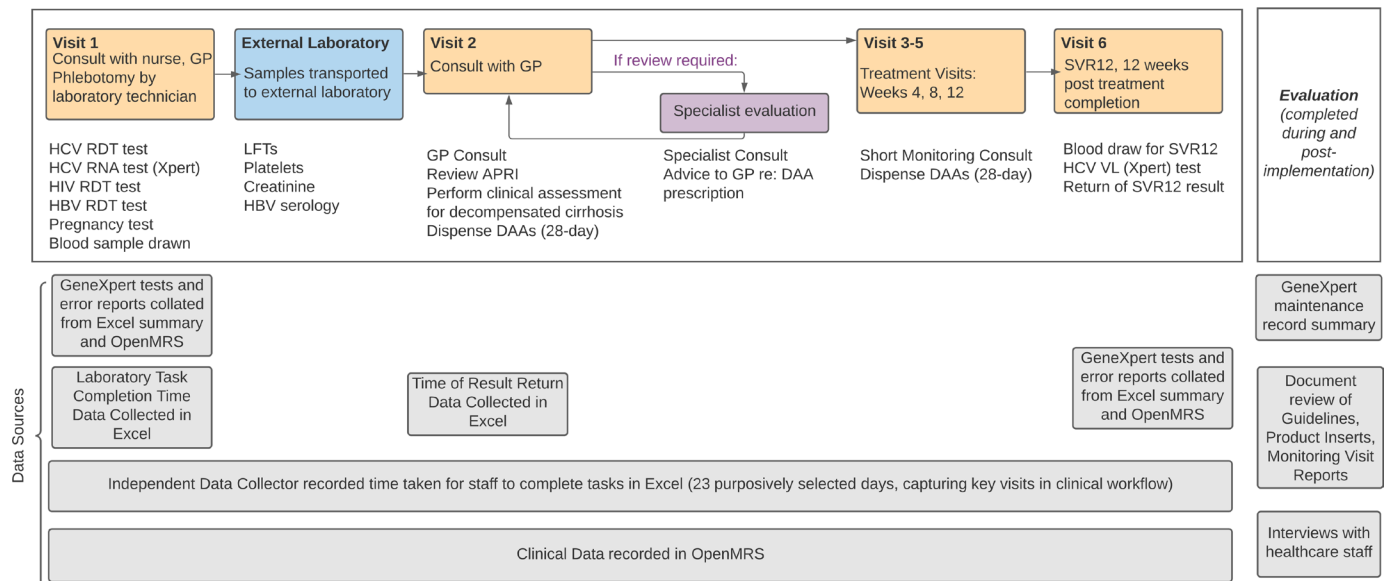 Visit 1
Consult with nurse, GP
Phlebotomy by
laboratory technician
External Laboratory
Samples transported
to external laboratory
Visit 2
Consult with GP
If review required:
Specialist evaluation
Visit 3-5
Treatment Visits:
Weeks 4, 8, 12
Visit 6
SVR12, 12 weeks
post treatment
completion
Evaluation
(completed
during and
post-
implementation)
HCV RDT test
HCV RNA test (Xpert)
HIV RDT test
HBV RDT test
Pregnancy test
Blood sample drawn
LFTs
Platelets
Creatinine
HBV serology
GP Consult
Review APRI
Perform clinical assessment
for decompensated cirrhosis
Dispense DAAs (28-day)
Specialist Consult
Advice to GP re: DAA
prescription
Short Monitoring Consult
Dispense DAAs (28-day)
Blood draw for SVR12
HCV VL (Xpert) test
Return of SVR12 result
Data Sources
GeneXpert tests and
error reports collated
from Excel summary
and OpenMRS
Laboratory Task
Completion Time
Data Collected in
Excel
Time of Result Return
Data Collected in
Excel
GeneXpert tests and
error reports collated
from Excel summary
and OpenMRS
GeneXpert
maintenance
record summary
Document
review of
Guidelines,
Product Inserts,
Monitoring Visit
Reports
Independent Data Collector recorded time taken for staff to complete tasks in Excel (23 purposively selected days, capturing key visits in clinical workflow)
Clinical Data recorded in OpenMRS
Interviews with
healthcare staff